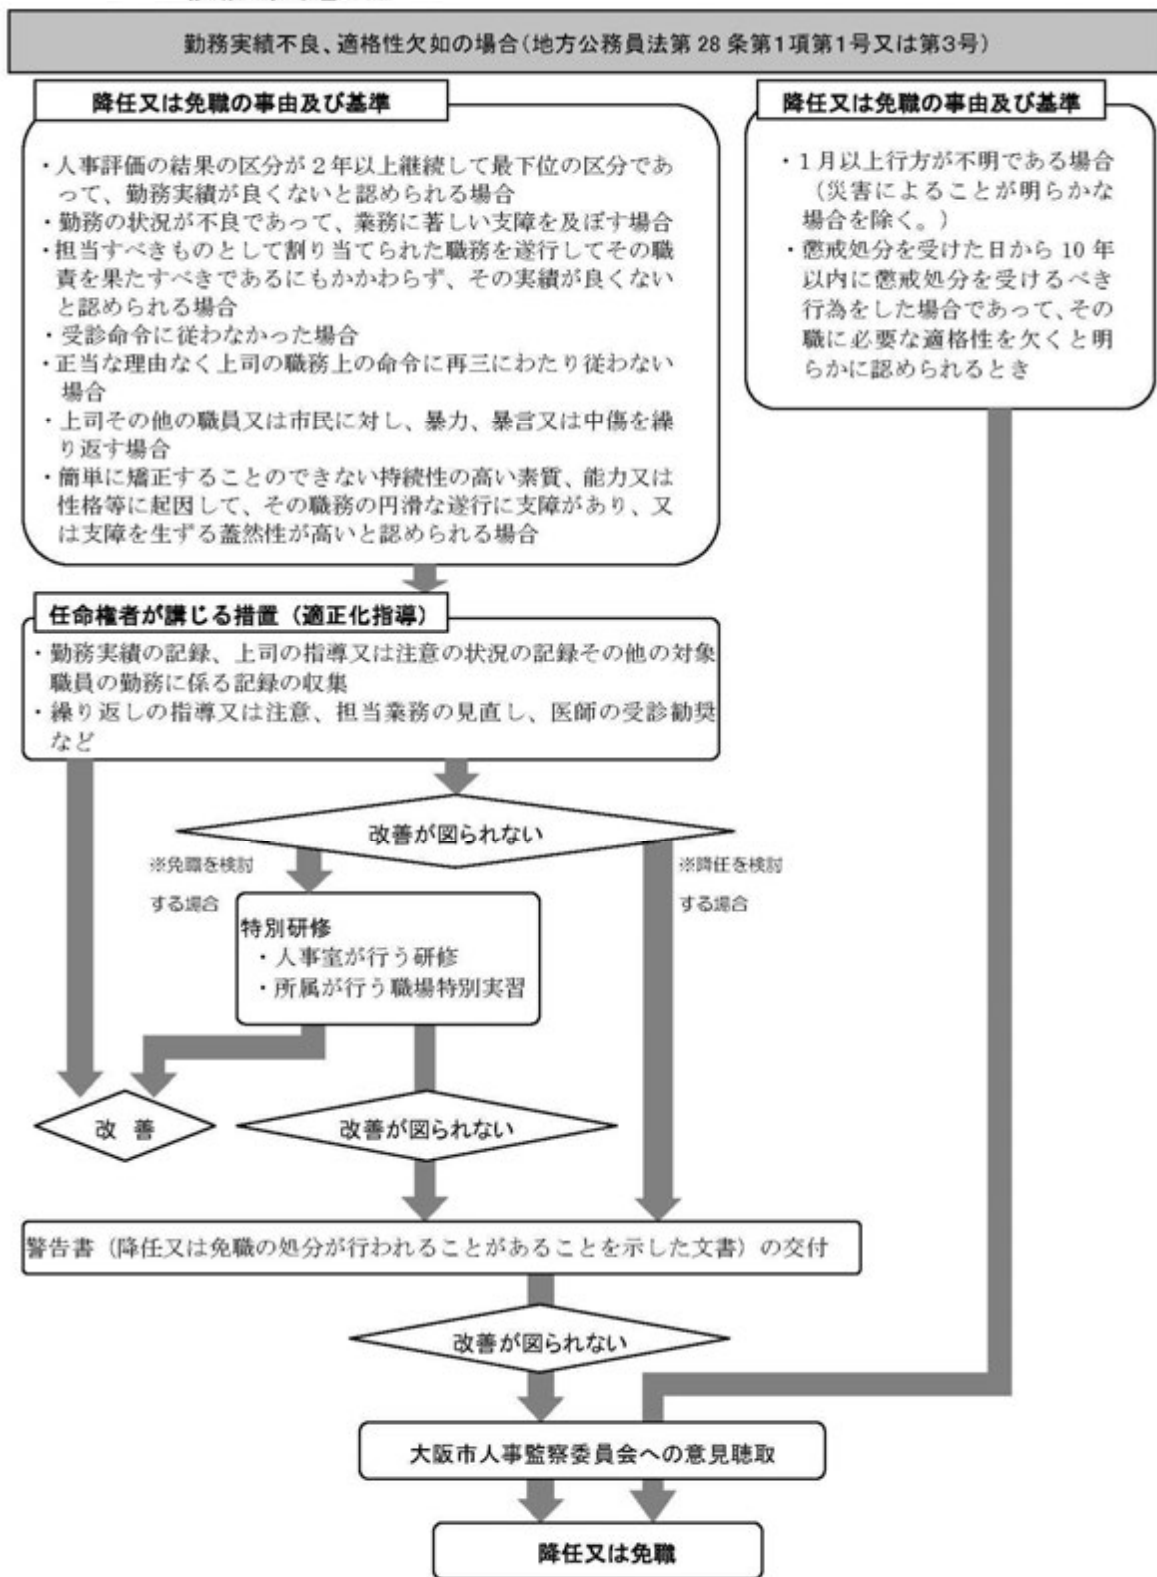 勤務実績不良、適格性欠如の場合(地方公務員法第28条第1項第1号又は第3号)
降任又は免職の事由及び基準
・人事評価の結果の区分が2年以上継続して最下位の区分であ
って、勤務実績が良くないと認められる場合
・勤務の状況が不良であって、業務に著しい支障を及ぼす場合
・担当すべきものとして割り当てられた職務を遂行してその職
責を果たすべきであるにもかかわらず、その実績が良くない
と認められる場合
・受診命令に従わなかった場合
・正当な理由なく上司の職務上の命令に再三にわたり従わない
場合
・上司その他の職員又は市民に対し、暴力、暴言又は中傷を繰
り返す場合
・簡単に矯正することのできない持続性の高い素質、能力又は
性格等に起因して、その職務の円滑な遂行に支障があり、又
は支障を生ずる蓋然性が高いと認められる場合
降任又は免職の事由及び基準
・1月以上行方が不明である場合
(災害によることが明らかな
場合を除く。)
・懲戒処分を受けた日から10年
以内に懲戒処分を受けるべき
行為をした場合であって、その
職に必要な適格性を欠くと明
らかに認められるとき
任命権者が講じる措置(適正化指導)
・勤務実績の記録、上司の指導又は注意の状況の記録その他の対象
職員の勤務に係る記録の収集
・繰り返しの指導又は注意、担当業務の見直し、医師の受診勧奨
など
改善が図られない
※免職を検討
する場合
※降任を検討
する場合
特別研修
・人事室が行う研修
・所属が行う職場特別実習
改 善
改善が図られない
警告書(降任又は免職の処分が行われることがあることを示した文書)の交付
改善が図られない
大阪市人事監察委員会への意見聴取
降任又は免職